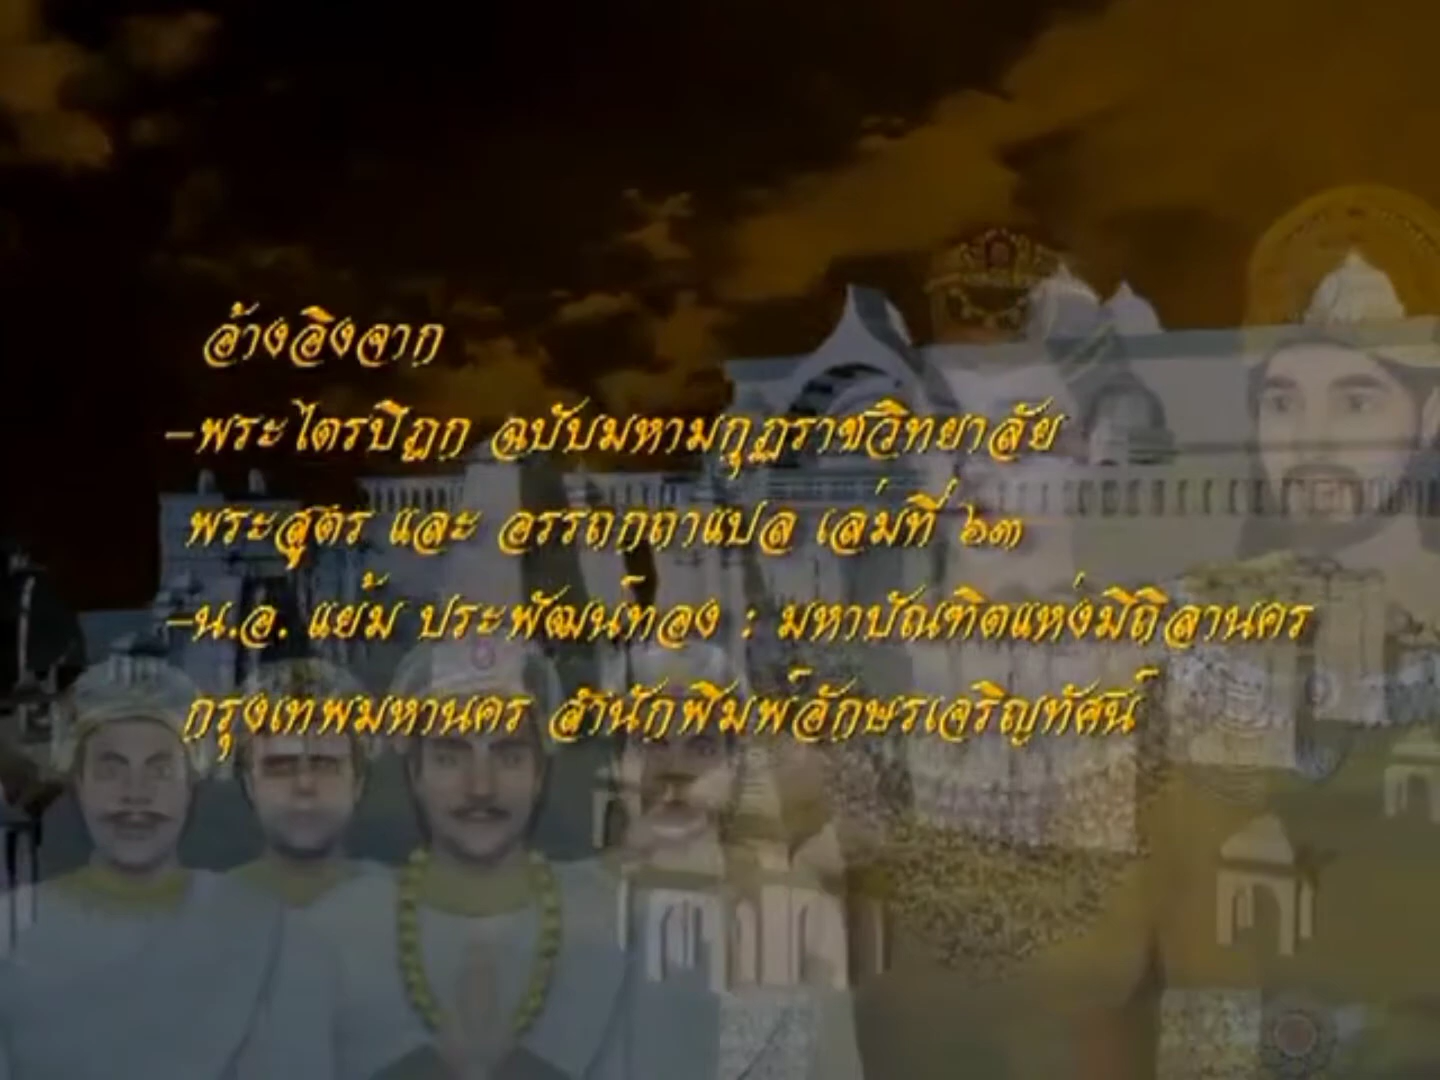 อ้างอิงจาก
-พระไตรปิฎก ฉบับมหามกุฏราชวิทยาลัย
พระสูตร และ อรรถกถาแปล เล่มที่ ๖๓
-น.อ. แย้ม ประพัฒน์ทอง : มหาบัณฑิตแห่งมิถิลานคร
กรุงเทพมหานคร สำนักพิมพ์อักษรเจริญทัศน์